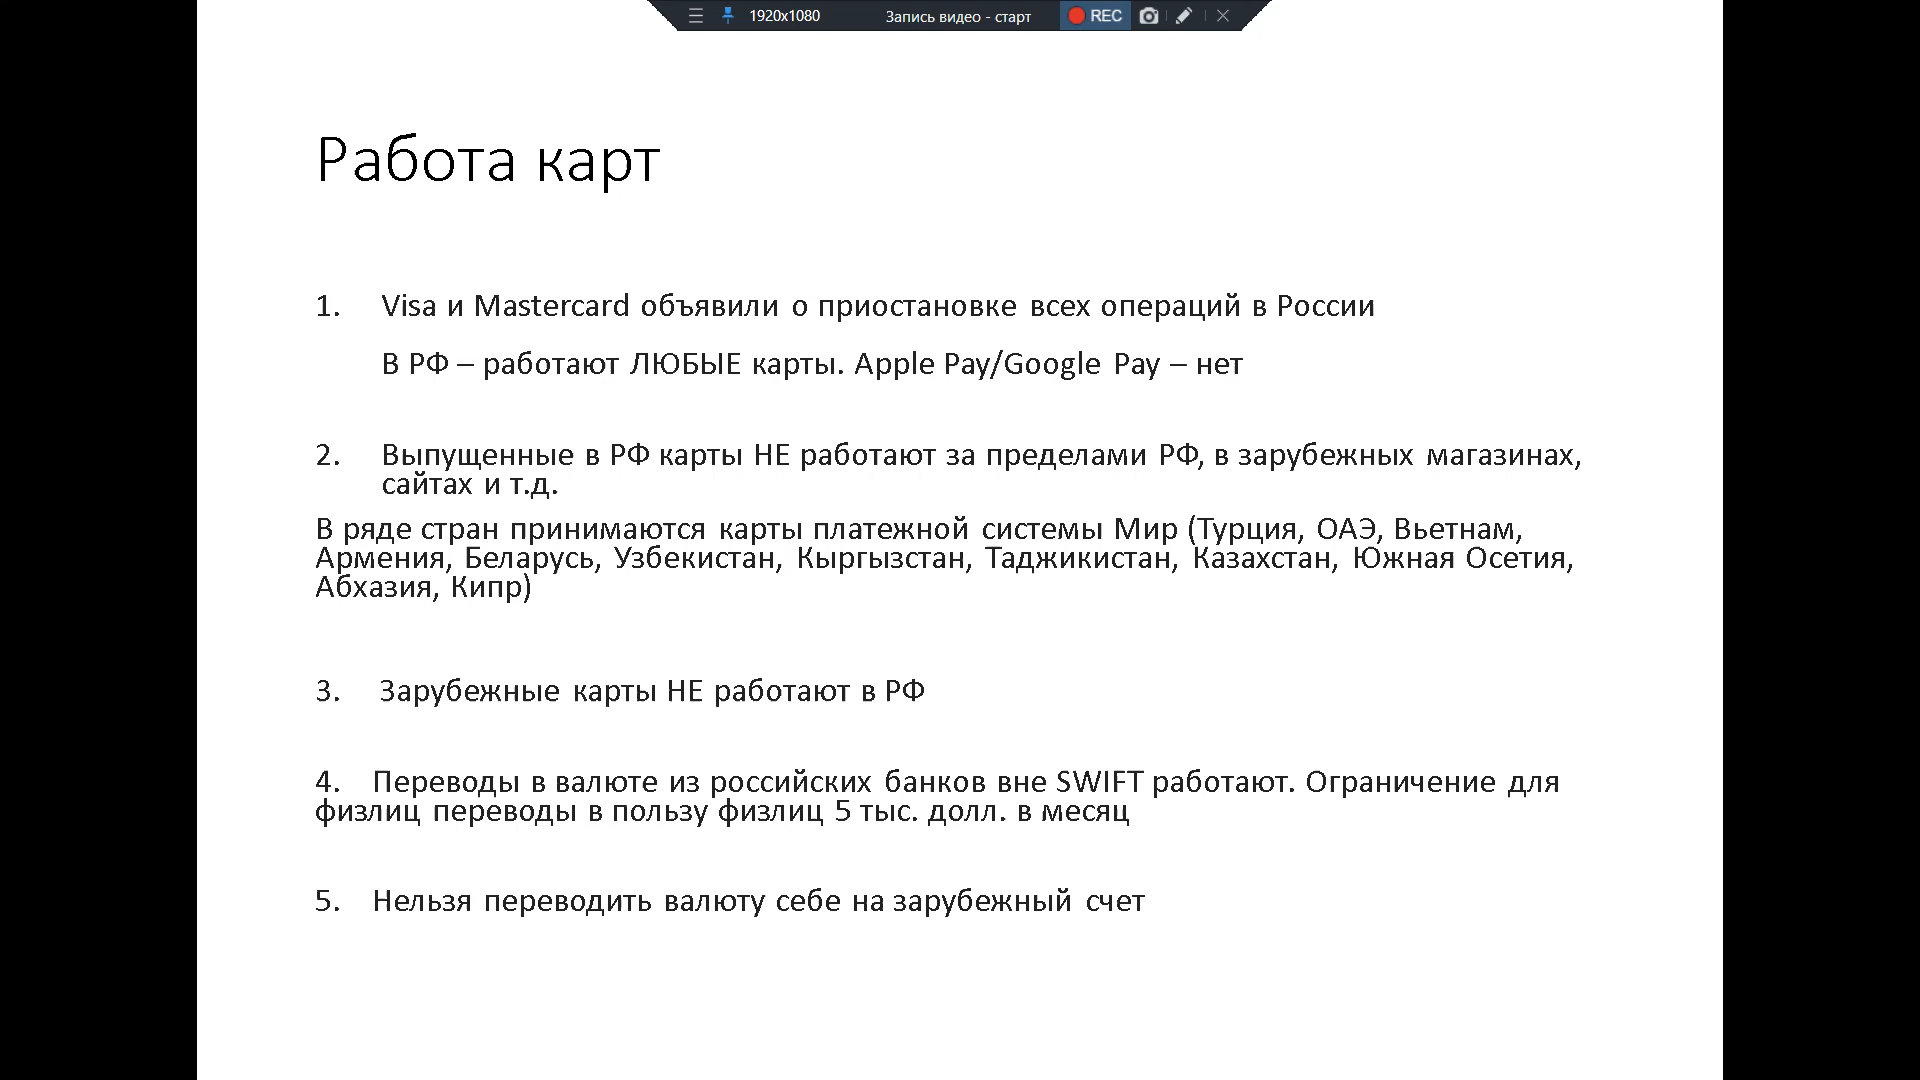 1920x1080 Запись видео - старт REC
Работа карт
1. Visa и Mastercard объявили о приостановке всех операций в России
В РФ – работают ЛЮБЫЕ карты. Apple Pay/Google Pay – нет
2. Выпущенные в РФ карты НЕ работают за пределами РФ, в зарубежных магазинах,
сайтах и т.д.
В ряде стран принимаются карты платежной системы Мир (Турция, ОАЭ, Вьетнам,
Армения, Беларусь, Узбекистан, Кыргызстан, Таджикистан, Казахстан, Южная Осетия,
Абхазия, Кипр)
3. Зарубежные карты НЕ работают в РФ
4. Переводы в валюте из российских банков вне SWIFT работают. Ограничение для
физлиц переводы в пользу физлиц 5 тыс. долл. в месяц
5. Нельзя переводить валюту себе на зарубежный счет